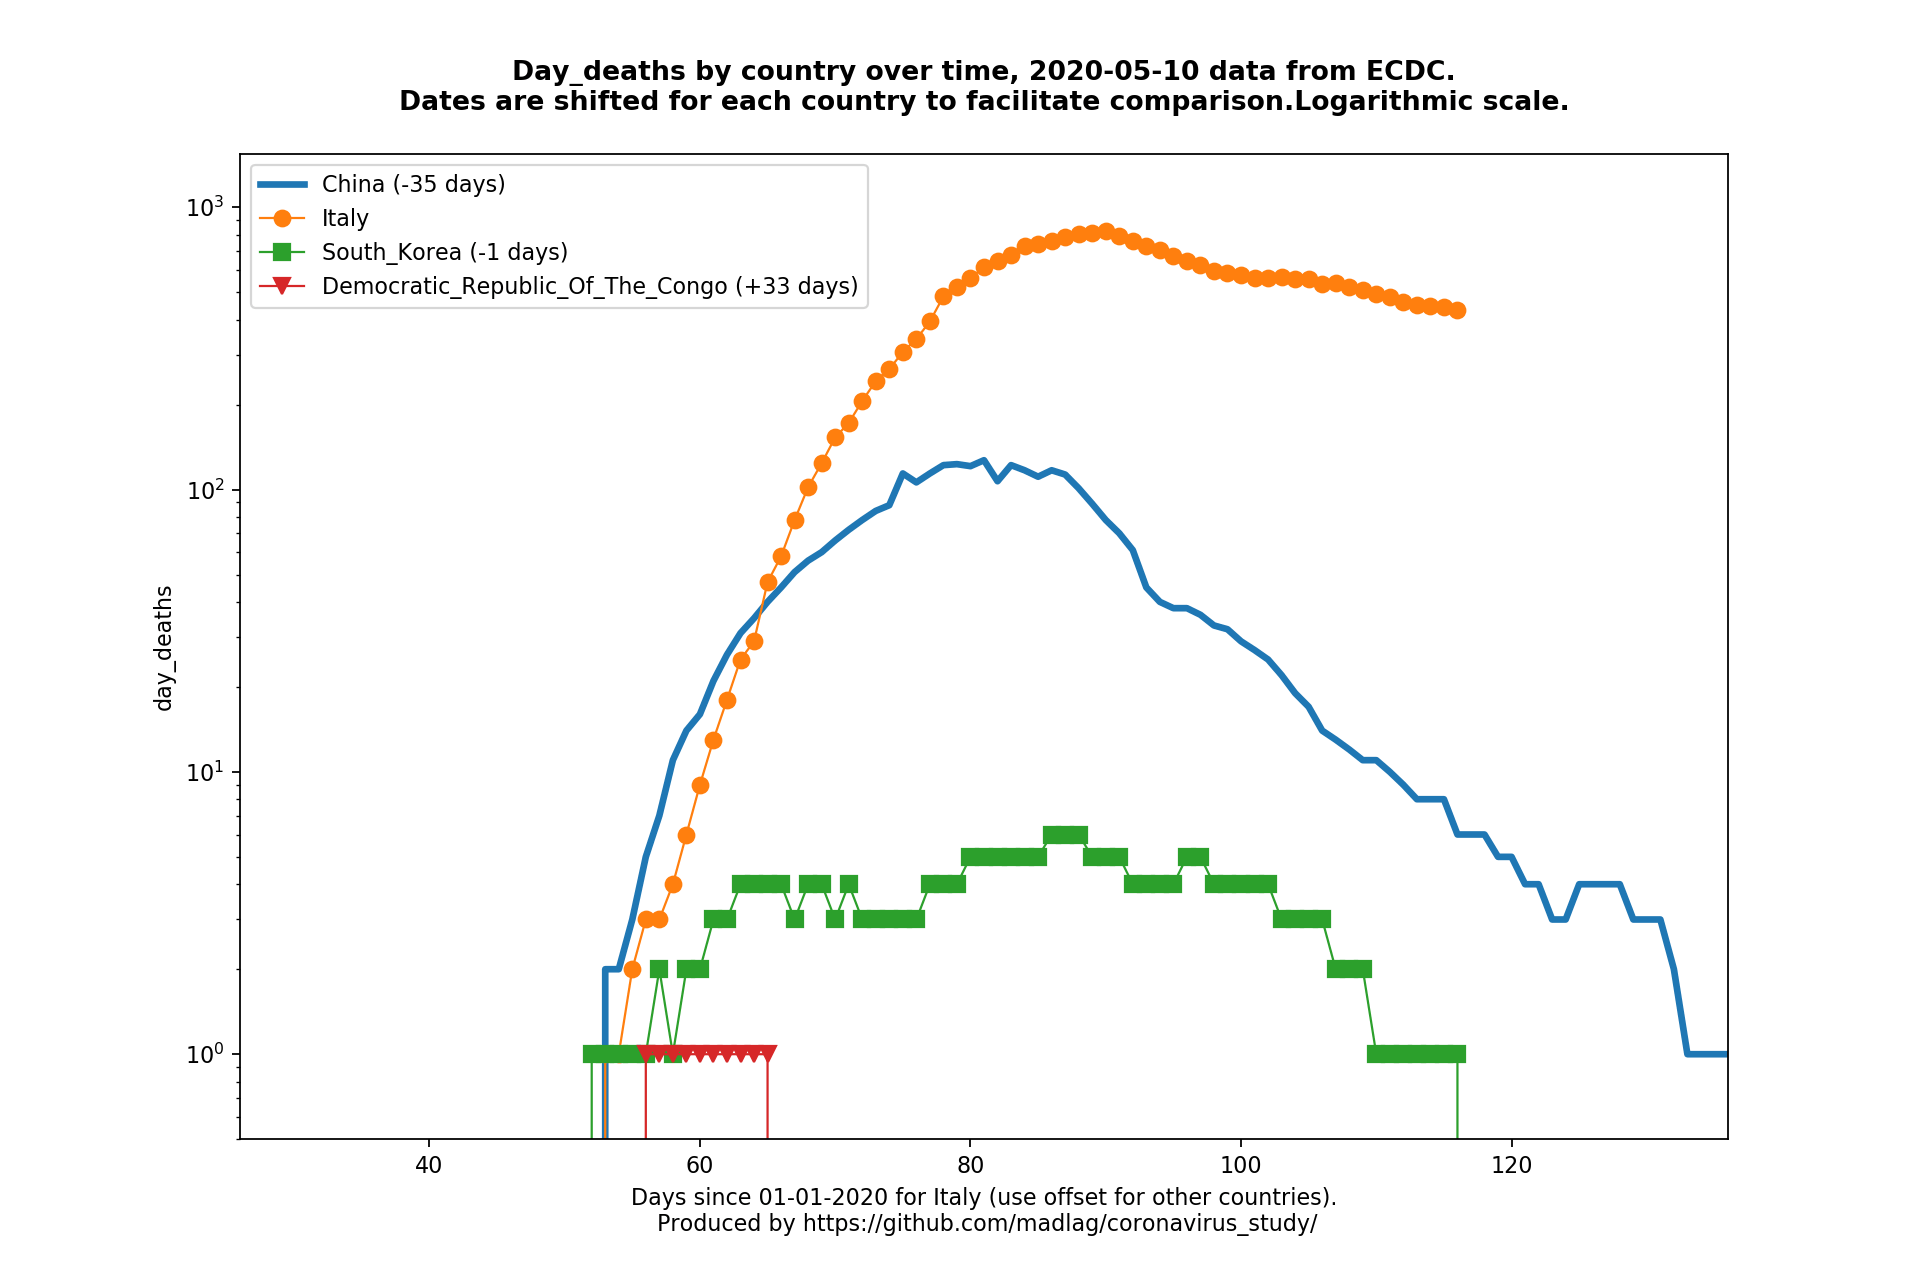 Day_deaths by country over time, 2020-05-10 data from ECDC.
Dates are shifted for each country to facilitate comparison.Logarithmic scale.
China (-35 days)
Italy
South_Korea (-1 days)
Democratic_Republic_Of_The_Congo (+33 days)
10³
10²
10¹
10⁰
day_deaths
40 60 80 100 120
Days since 01-01-2020 for Italy (use offset for other countries).
Produced by https://github.com/madlag/coronavirus_study/